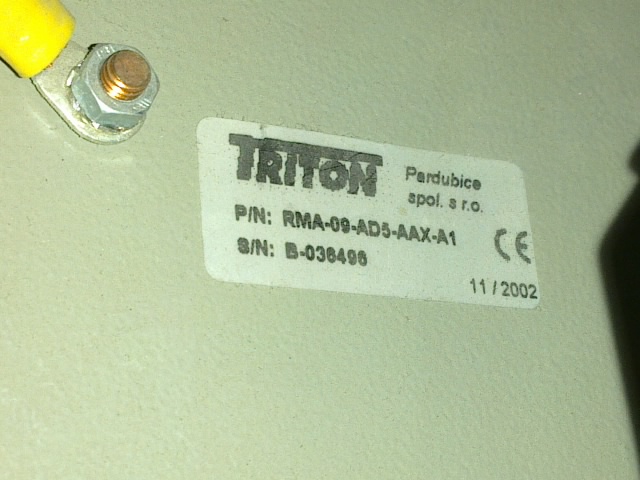 TRITON
Pardubice
spol. s r.o.
P/N: RMA-09-AD5-AAX-A1
S/N: B-036496
CE
11/2002